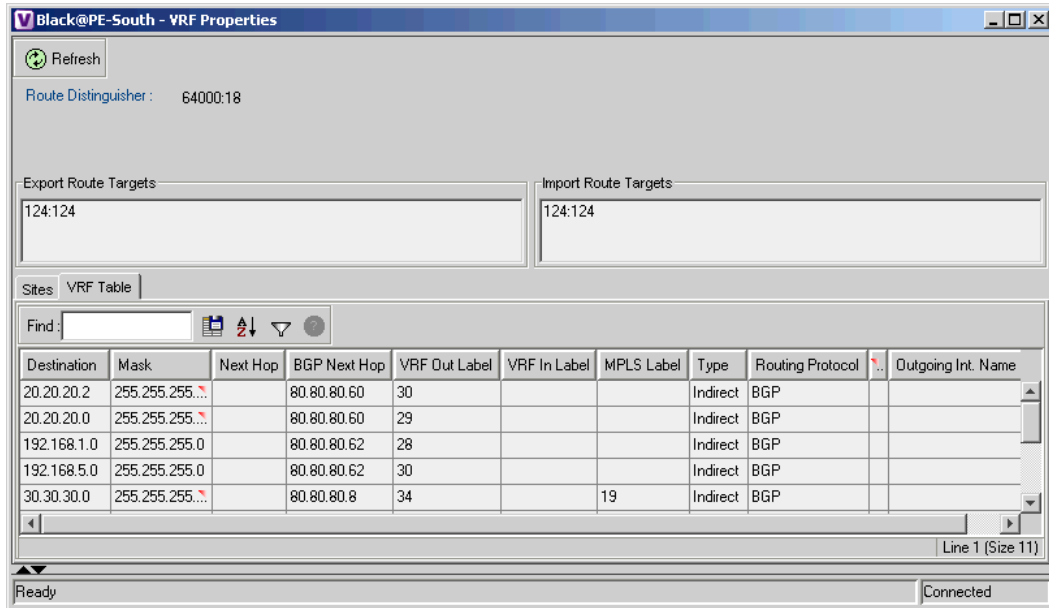 Black@PE-South - VRF Properties
Refresh
Route Distinguisher : 64000:18
Export Route Targets Import Route Targets
124:124 124:124
Sites VRF Table
Find :
Destination Mask Next Hop BGP Next Hop VRF Out Label VRF In Label MPLS Label Type Routing Protocol .. Outgoing Int. Name
20.20.20.2 255.255.255.... 80.80.80.60 30 Indirect BGP
20.20.20.0 255.255.255.... 80.80.80.60 29 Indirect BGP
192.168.1.0 255.255.255.0 80.80.80.62 28 Indirect BGP
192.168.5.0 255.255.255.0 80.80.80.62 30 Indirect BGP
30.30.30.0 255.255.255.... 80.80.80.8 34 19 Indirect BGP
Line 1 (Size 11)
Ready Connected